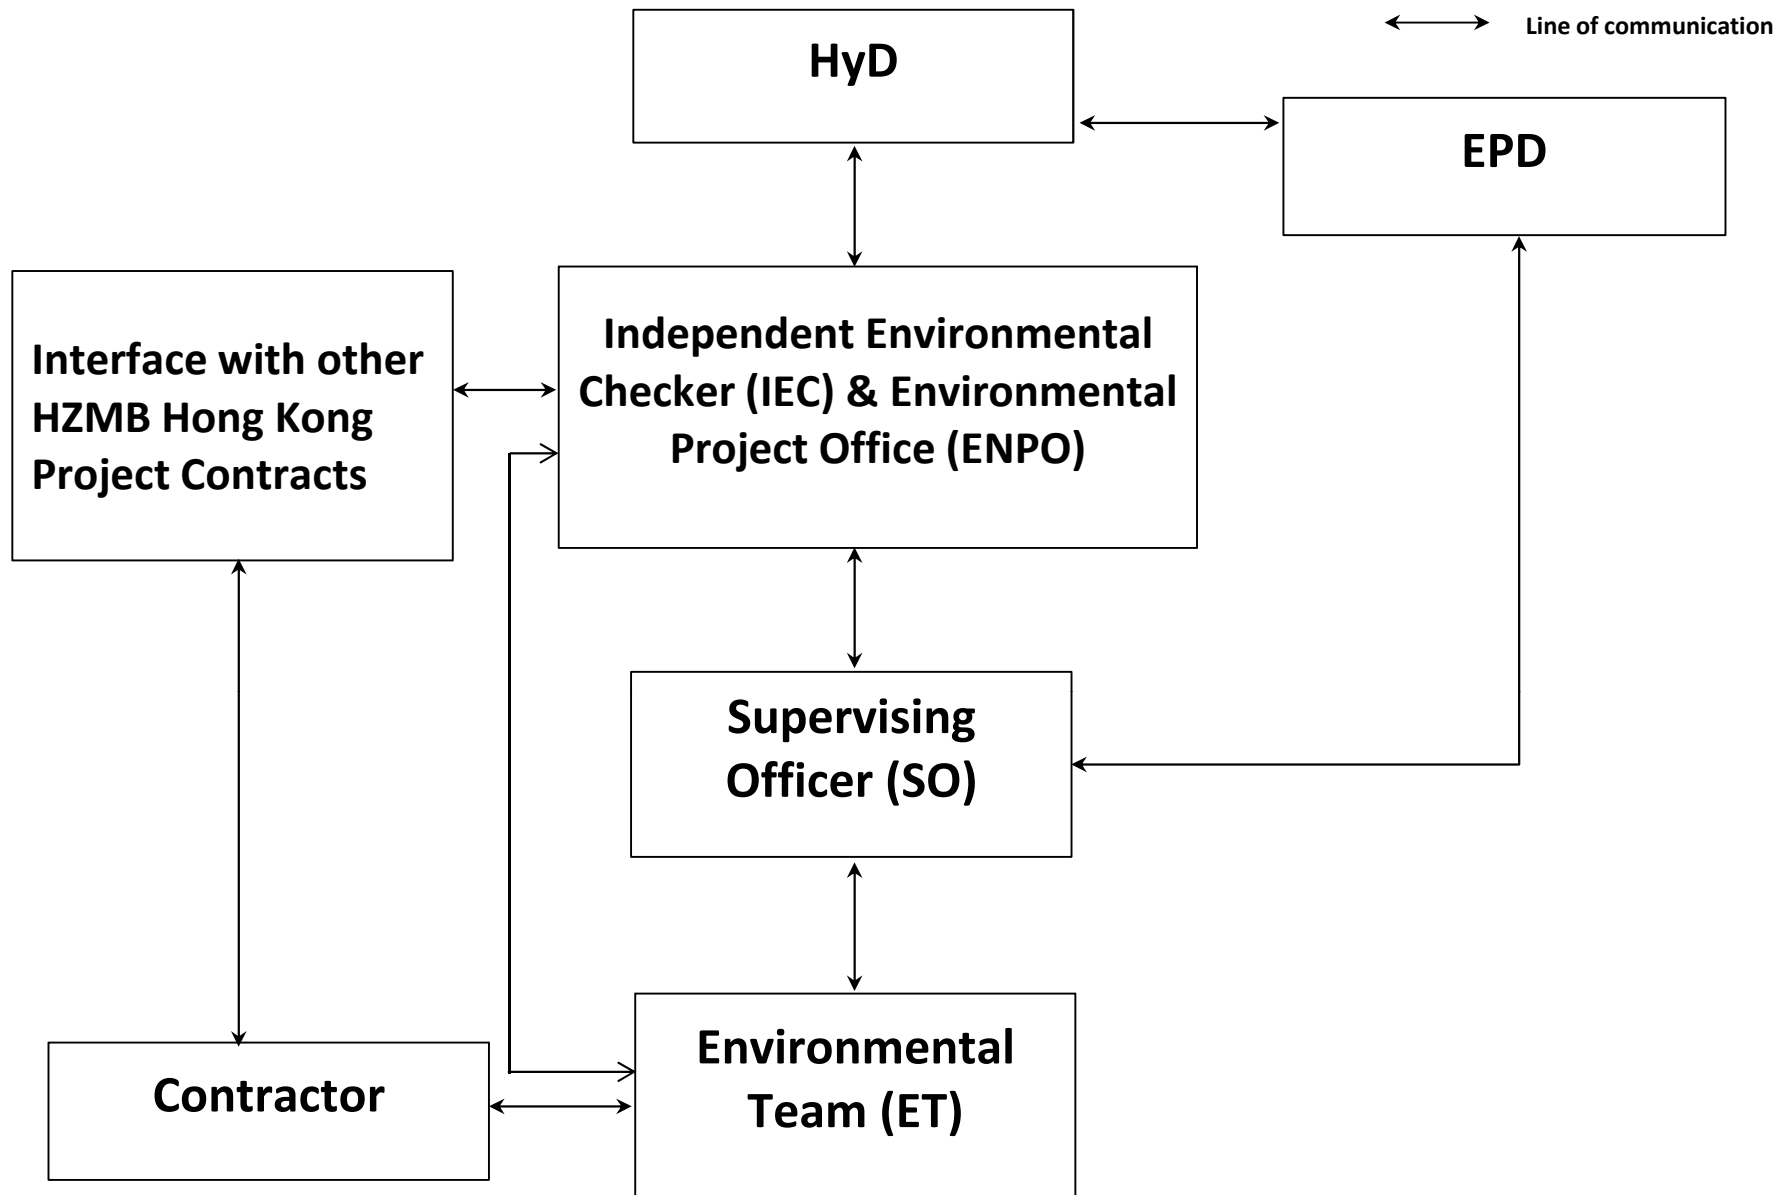 Line of communication
HyD
EPD
Independent Environmental
Checker (IEC) & Environmental
Project Office (ENPO)
Interface with other
HZMB Hong Kong
Project Contracts
Supervising
Officer (SO)
Environmental
Team (ET)
Contractor